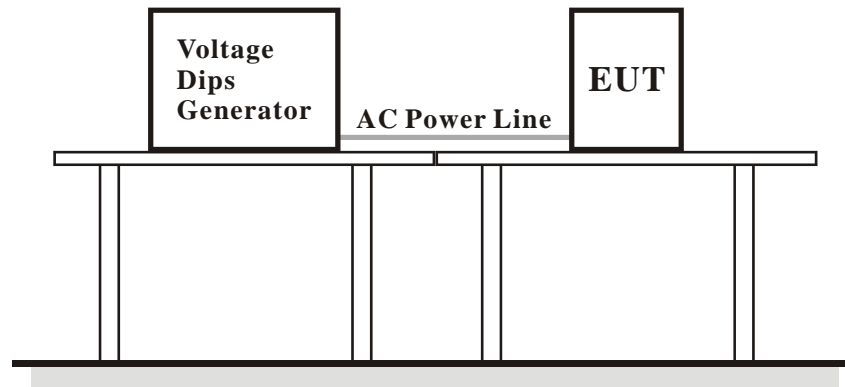 Voltage
Dips
Generator
AC Power Line
EUT